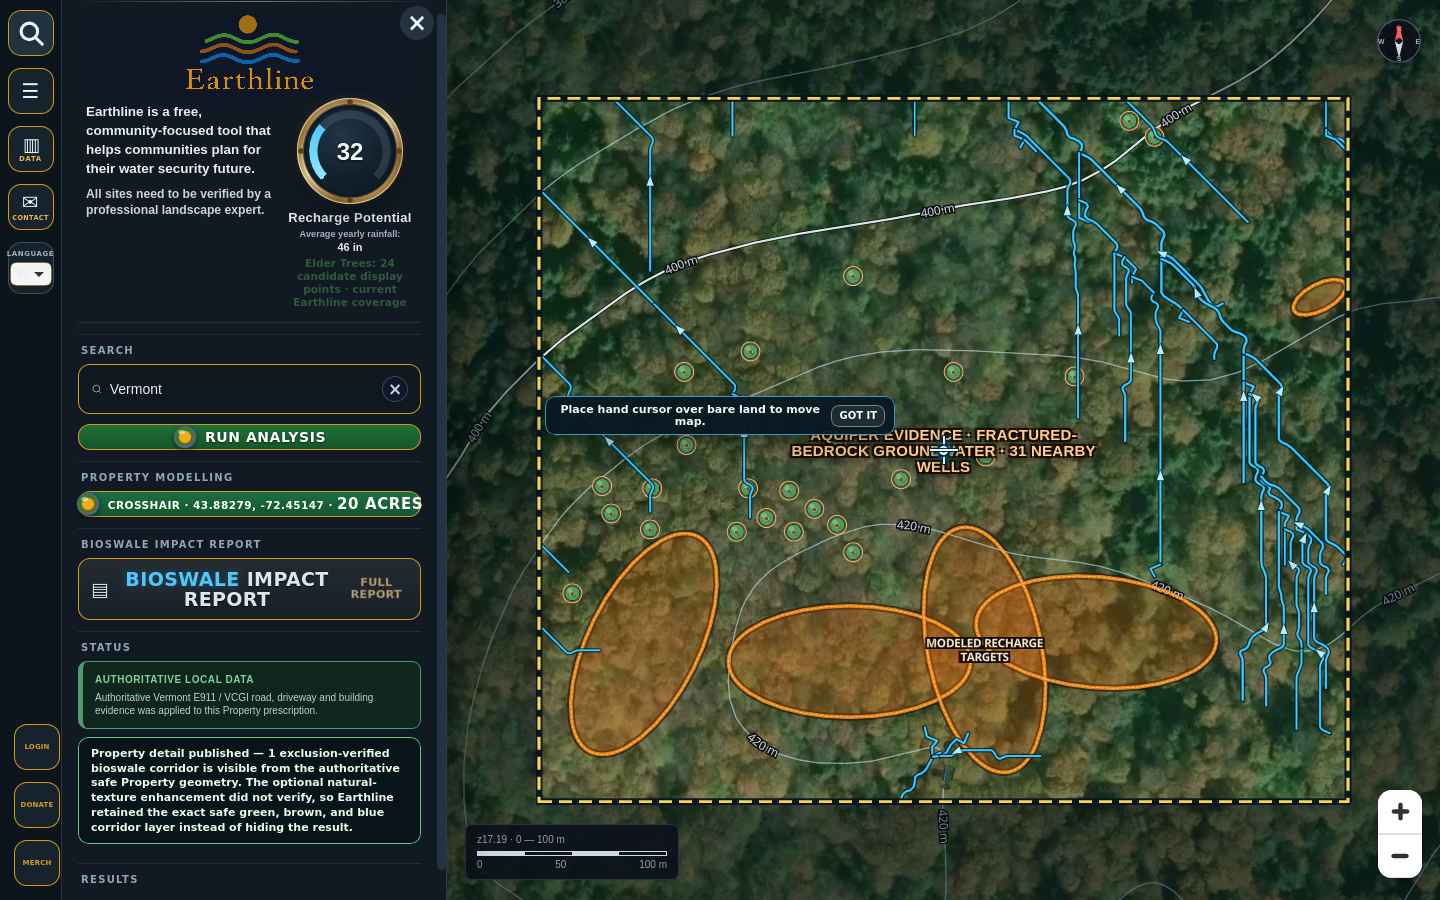 Earthline
Earthline is a free,
community-focused tool that
helps communities plan for
their water security future.
All sites need to be verified by a
professional landscape expert.
32
Recharge Potential
Average yearly rainfall:
46 in
Elder Trees: 24
candidate display
points · current
Earthline coverage
DATA
CONTACT
LANGUAGE
SEARCH
Vermont
RUN ANALYSIS
PROPERTY MODELLING
CROSSHAIR · 43.88279, -72.45147 · 20 ACRES
BIOSWALE IMPACT REPORT
BIOSWALE IMPACT
REPORT
FULL
REPORT
STATUS
AUTHORITATIVE LOCAL DATA
Authoritative Vermont E911 / VCGI road, driveway and building
evidence was applied to this Property prescription.
Property detail published — 1 exclusion-verified
bioswale corridor is visible from the authoritative
safe Property geometry. The optional natural-
texture enhancement did not verify, so Earthline
retained the exact safe green, brown, and blue
corridor layer instead of hiding the result.
RESULTS
LOGIN
DONATE
MERCH
400 m
400 m
400 m
400 m
Place hand cursor over bare land to move
map.
GOT IT
AQUIFER EVIDENCE · FRACTURED-
BEDROCK GROUNDWATER · 31 NEARBY
WELLS
420 m
420 m
420 m
MODELED RECHARGE
TARGETS
420 m
420 m
z17.19 · 0 — 100 m
0 50 100 m
N
W E
S